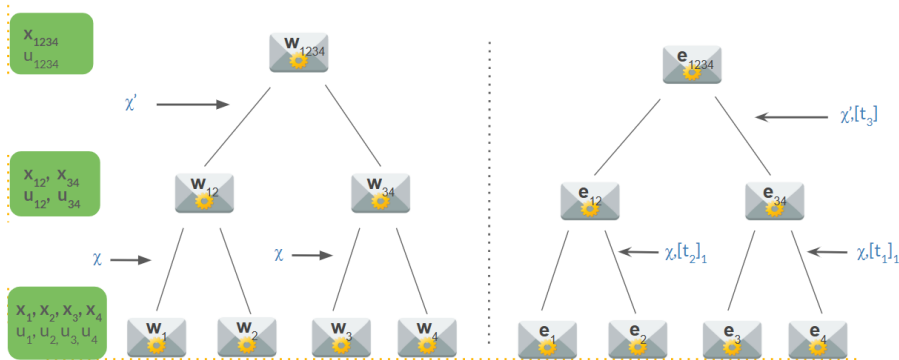 x₁₂₃₄
u₁₂₃₄
w₁₂₃₄
e₁₂₃₄
χ'
χ',[t₃]
x₁₂, x₃₄
u₁₂, u₃₄
w₁₂
w₃₄
e₁₂
e₃₄
χ
χ
χ,[t₂]₁
χ,[t₁]₁
x₁, x₂, x₃, x₄
u₁, u₂, u₃, u₄
w₁
w₂
w₃
w₄
e₁
e₂
e₃
e₄